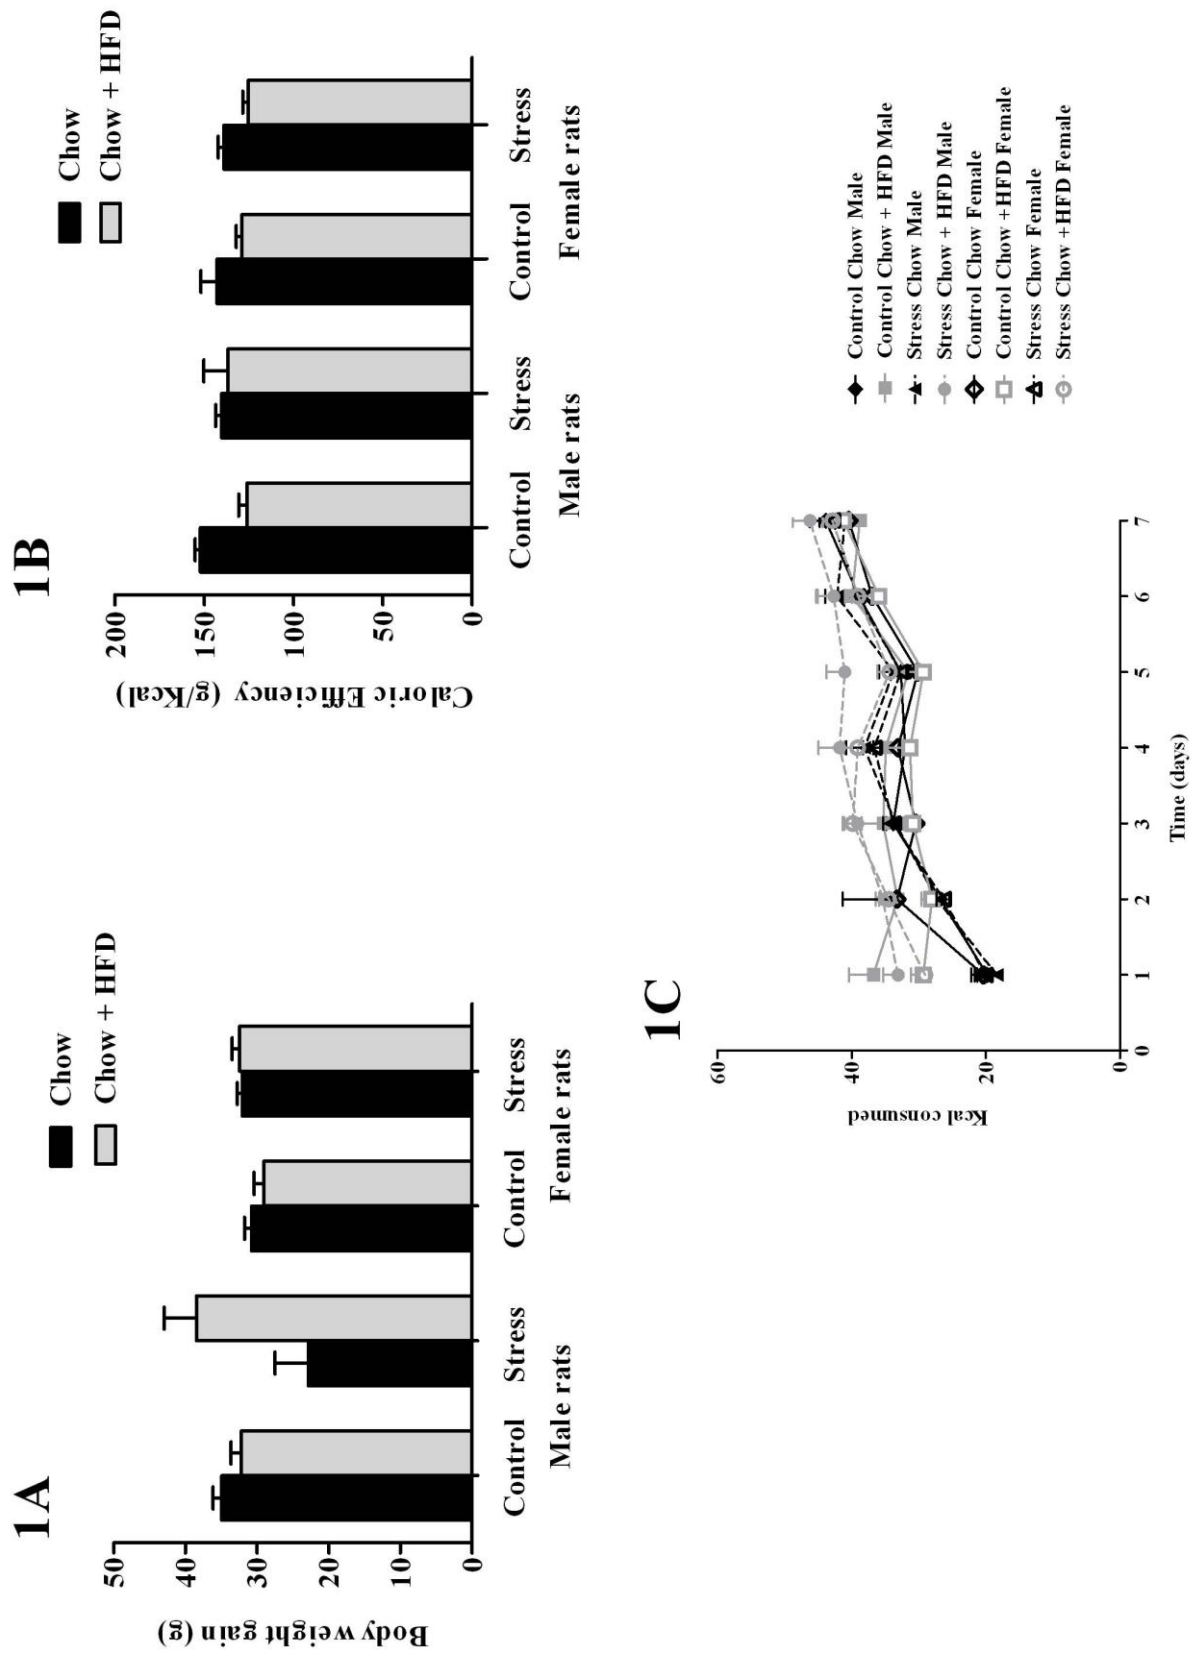 1A
Chow
Chow + HFD
Body weight gain (g)
50
40
30
20
10
0
Control
Stress
Control
Stress
Male rats
Female rats
1B
Chow
Chow + HFD
Caloric Efficiency (g/Kcal)
200
150
100
50
0
Control
Stress
Control
Stress
Male rats
Female rats
1C
Kcal consumed
60
40
20
0
0
1
2
3
4
5
6
7
Time (days)
Control Chow Male
Control Chow + HFD Male
Stress Chow Male
Stress Chow + HFD Male
Control Chow Female
Control Chow +HFD Female
Stress Chow Female
Stress Chow +HFD Female